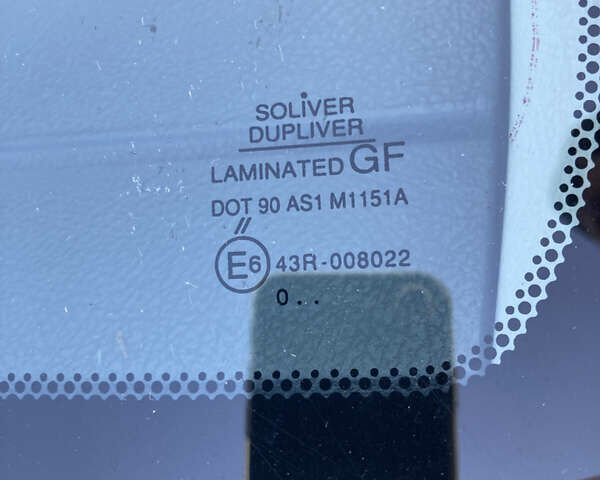 SOLIVER
DUPLIVER
LAMINATED GF
DOT 90 AS1 M1151A
//
E6 43R-008022
0 . .